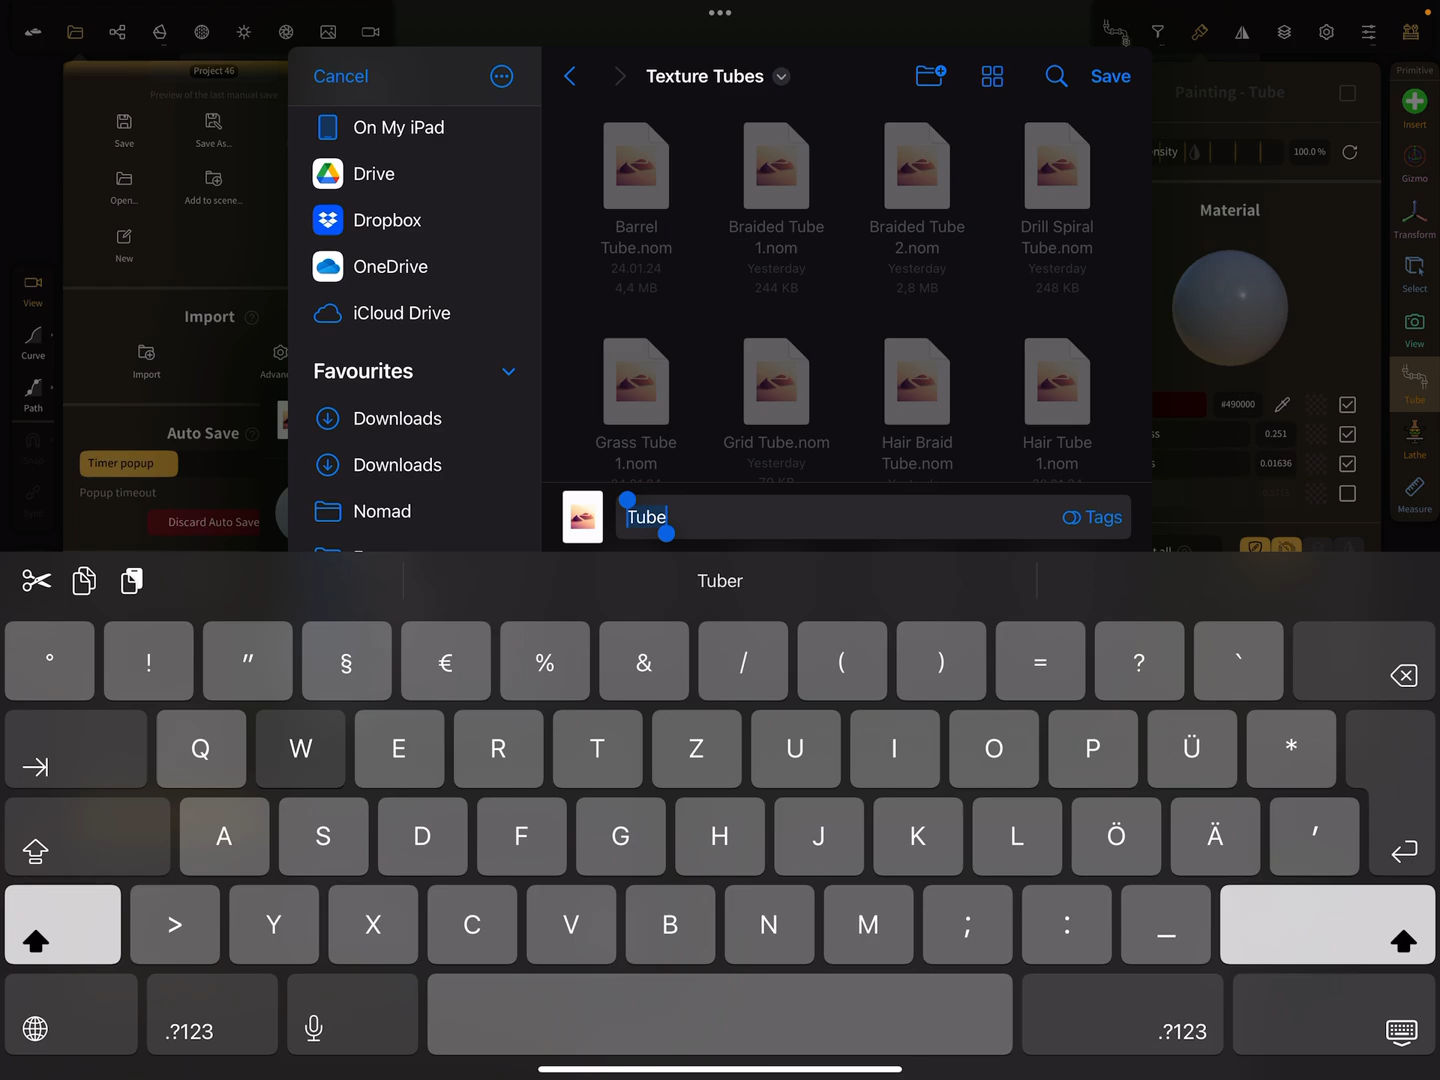 Project 46
Preview of the last manual save
Save
Save As...
Open...
Add to scene...
New
Import
Import
Auto Save
Timer popup
Popup timeout
Discard Auto Save
View
Curve
Path
Cancel
On My iPad
Drive
Dropbox
OneDrive
iCloud Drive
Favourites
Downloads
Downloads
Nomad
Texture Tubes
Save
Barrel
Tube.nom
24.01.24
4,4 MB
Braided Tube
1.nom
Yesterday
244 KB
Braided Tube
2.nom
Yesterday
2,8 MB
Drill Spiral
Tube.nom
Yesterday
248 KB
Grass Tube
1.nom
Grid Tube.nom
Yesterday
Hair Braid
Tube.nom
Hair Tube
1.nom
Tube
Tags
Painting - Tube
100.0 %
Material
#490000
0.251
0.01636
Primitive
Insert
Gizmo
Transform
Select
View
Tube
Lathe
Measure
Tuber
° ! " § € % & / ( ) = ? `
Q W E R T Z U I O P Ü *
A S D F G H J K L Ö Ä '
> Y X C V B N M ; : _
.?123 .?123